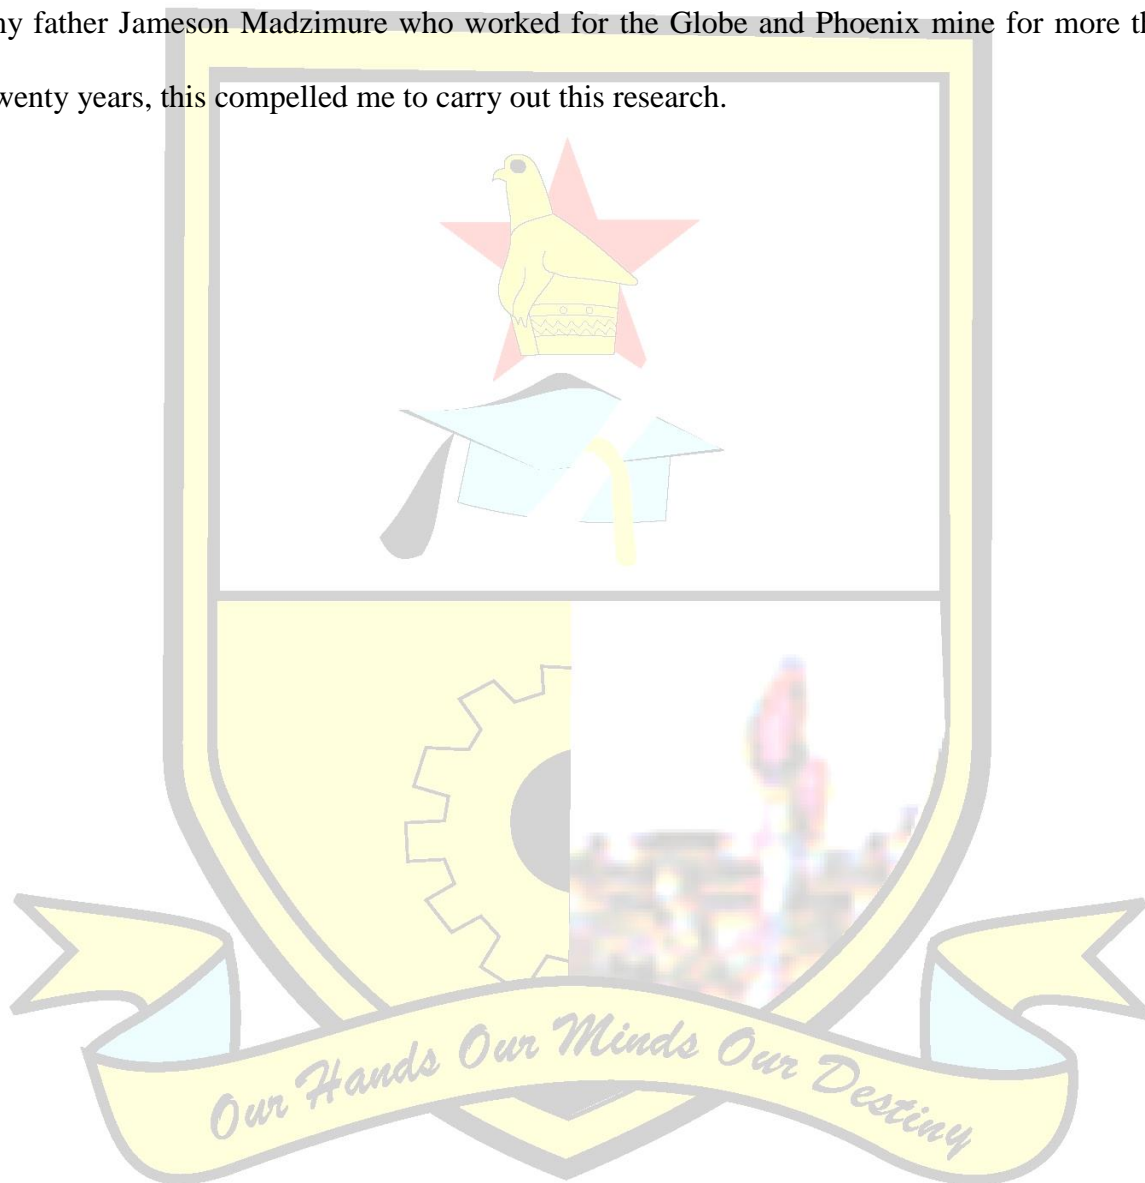 father Jameson Madzimure who worked for the Globe and Phoenix mine for more
years, this compelled me to carry out this research.
Our Hands Our Minds Our Destiny